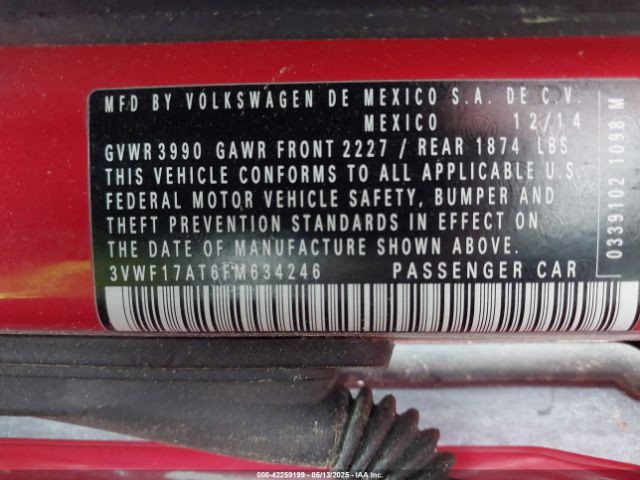 MFD BY VOLKSWAGEN DE MEXICO S.A. DE C.V.
MEXICO 12/14
GVWR 3990 GAWR FRONT 2227 / REAR 1874 LBS
THIS VEHICLE CONFORMS TO ALL APPLICABLE U.S.
FEDERAL MOTOR VEHICLE SAFETY, BUMPER AND
THEFT PREVENTION STANDARDS IN EFFECT ON
THE DATE OF MANUFACTURE SHOWN ABOVE.
3VWF17AT6FM634246 PASSENGER CAR
0339102 1098 M
000-42259199 05/13/2025 IAAI.COM